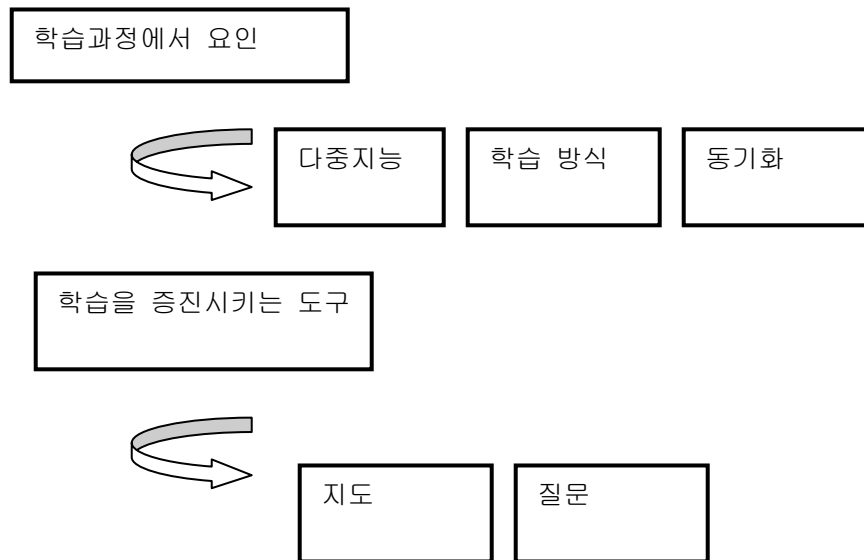 학습과정에서 요인
다중지능
학습 방식
동기화
학습을 증진시키는 도구
지도
질문